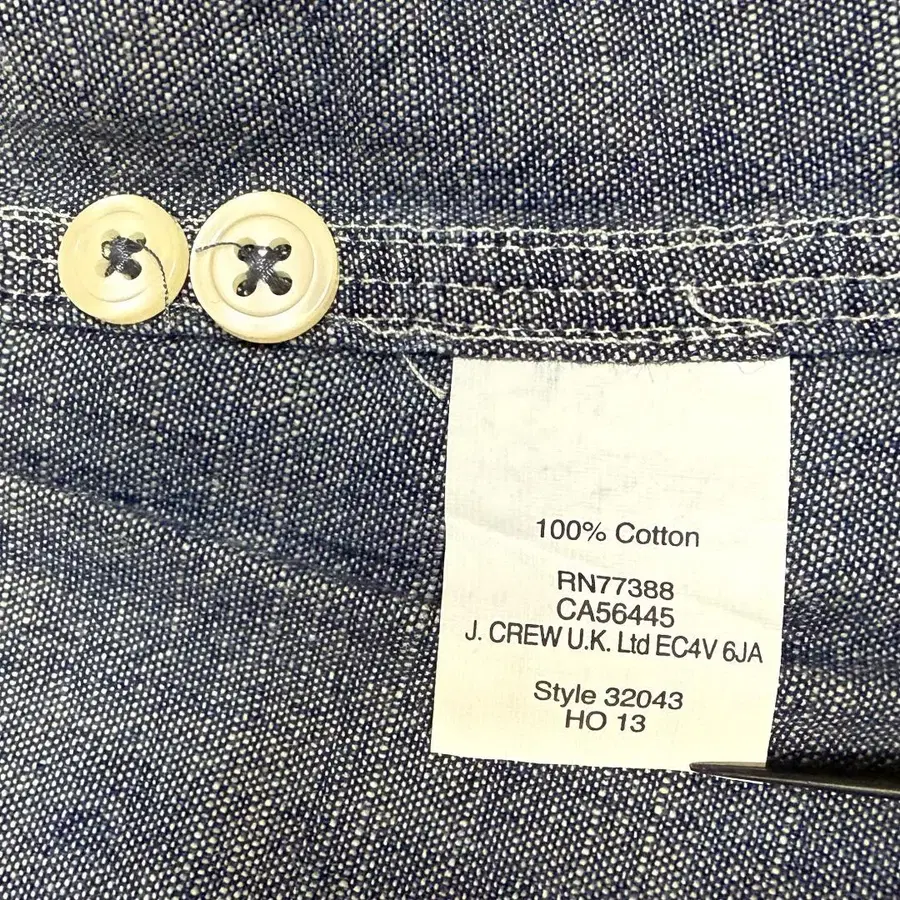 100% Cotton
RN77388
CA56445
J. CREW U.K. Ltd EC4V 6JA
Style 32043
HO 13